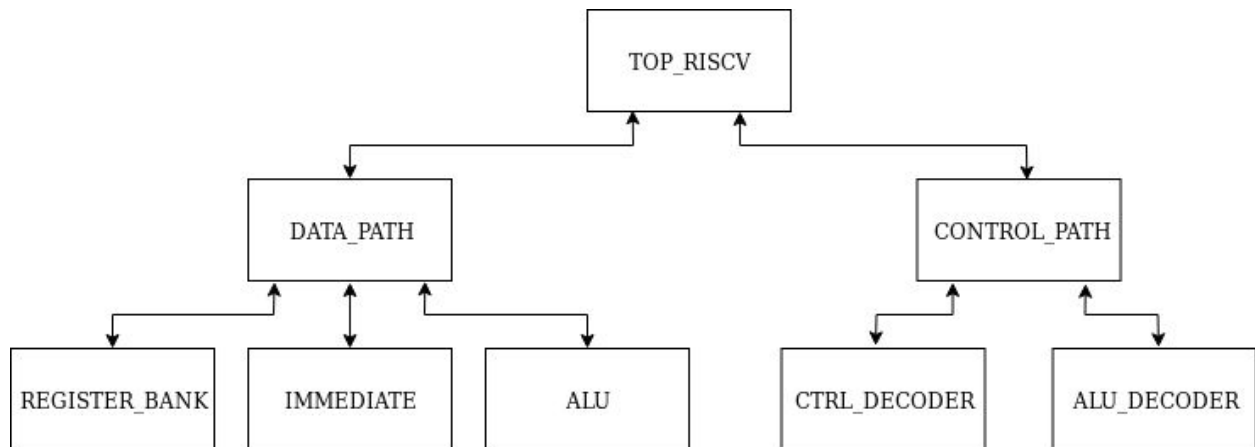 TOP_RISCV
DATA_PATH
CONTROL_PATH
REGISTER_BANK
IMMEDIATE
ALU
CTRL_DECODER
ALU_DECODER